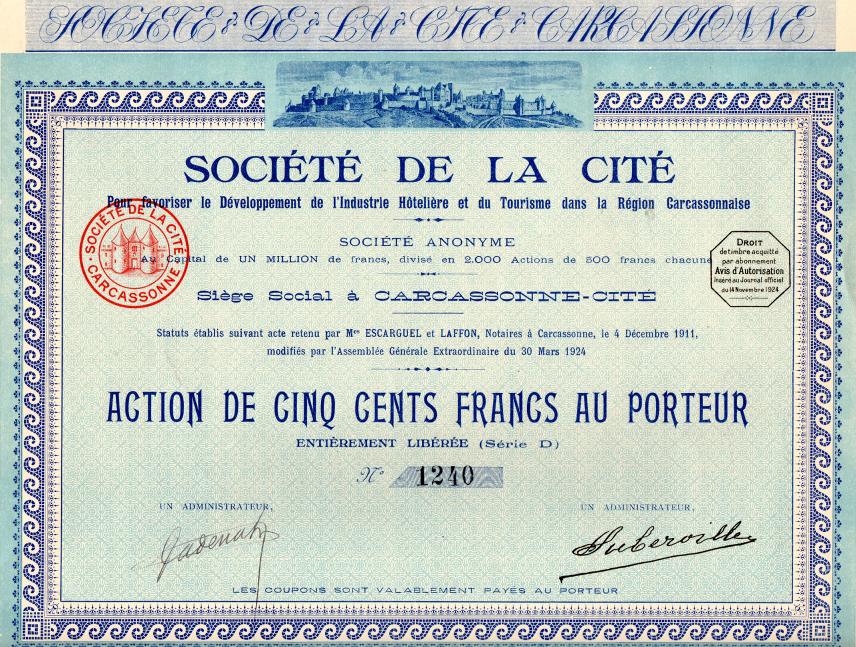 SOCIÉTÉ DE LA CITÉ CARCASSONNE
SOCIÉTÉ DE LA CITÉ
Pour favoriser le Développement de l'Industrie Hôtelière et du Tourisme dans la Région Carcassonnaise
SOCIÉTÉ ANONYME
Au Capital de UN MILLION de francs, divisé en 2.000 Actions de 500 francs chacune
SOCIÉTÉ DE LA CITÉ
CARCASSONNE
DROIT
de timbre acquitté
par abonnement
Avis d'Autorisation
inséré au Journal officiel
du 14 Novembre 1924
Siège Social à CARCASSONNE-CITÉ
Statuts établis suivant acte retenu par Mes ESCARGUEL et LAFFON, Notaires à Carcassonne, le 4 Décembre 1911,
modifiés par l'Assemblée Générale Extraordinaire du 30 Mars 1924
ACTION DE CINQ CENTS FRANCS AU PORTEUR
ENTIÈREMENT LIBÉRÉE (Série D)
No 1240
UN ADMINISTRATEUR, UN ADMINISTRATEUR,
LES COUPONS SONT VALABLEMENT PAYÉS AU PORTEUR